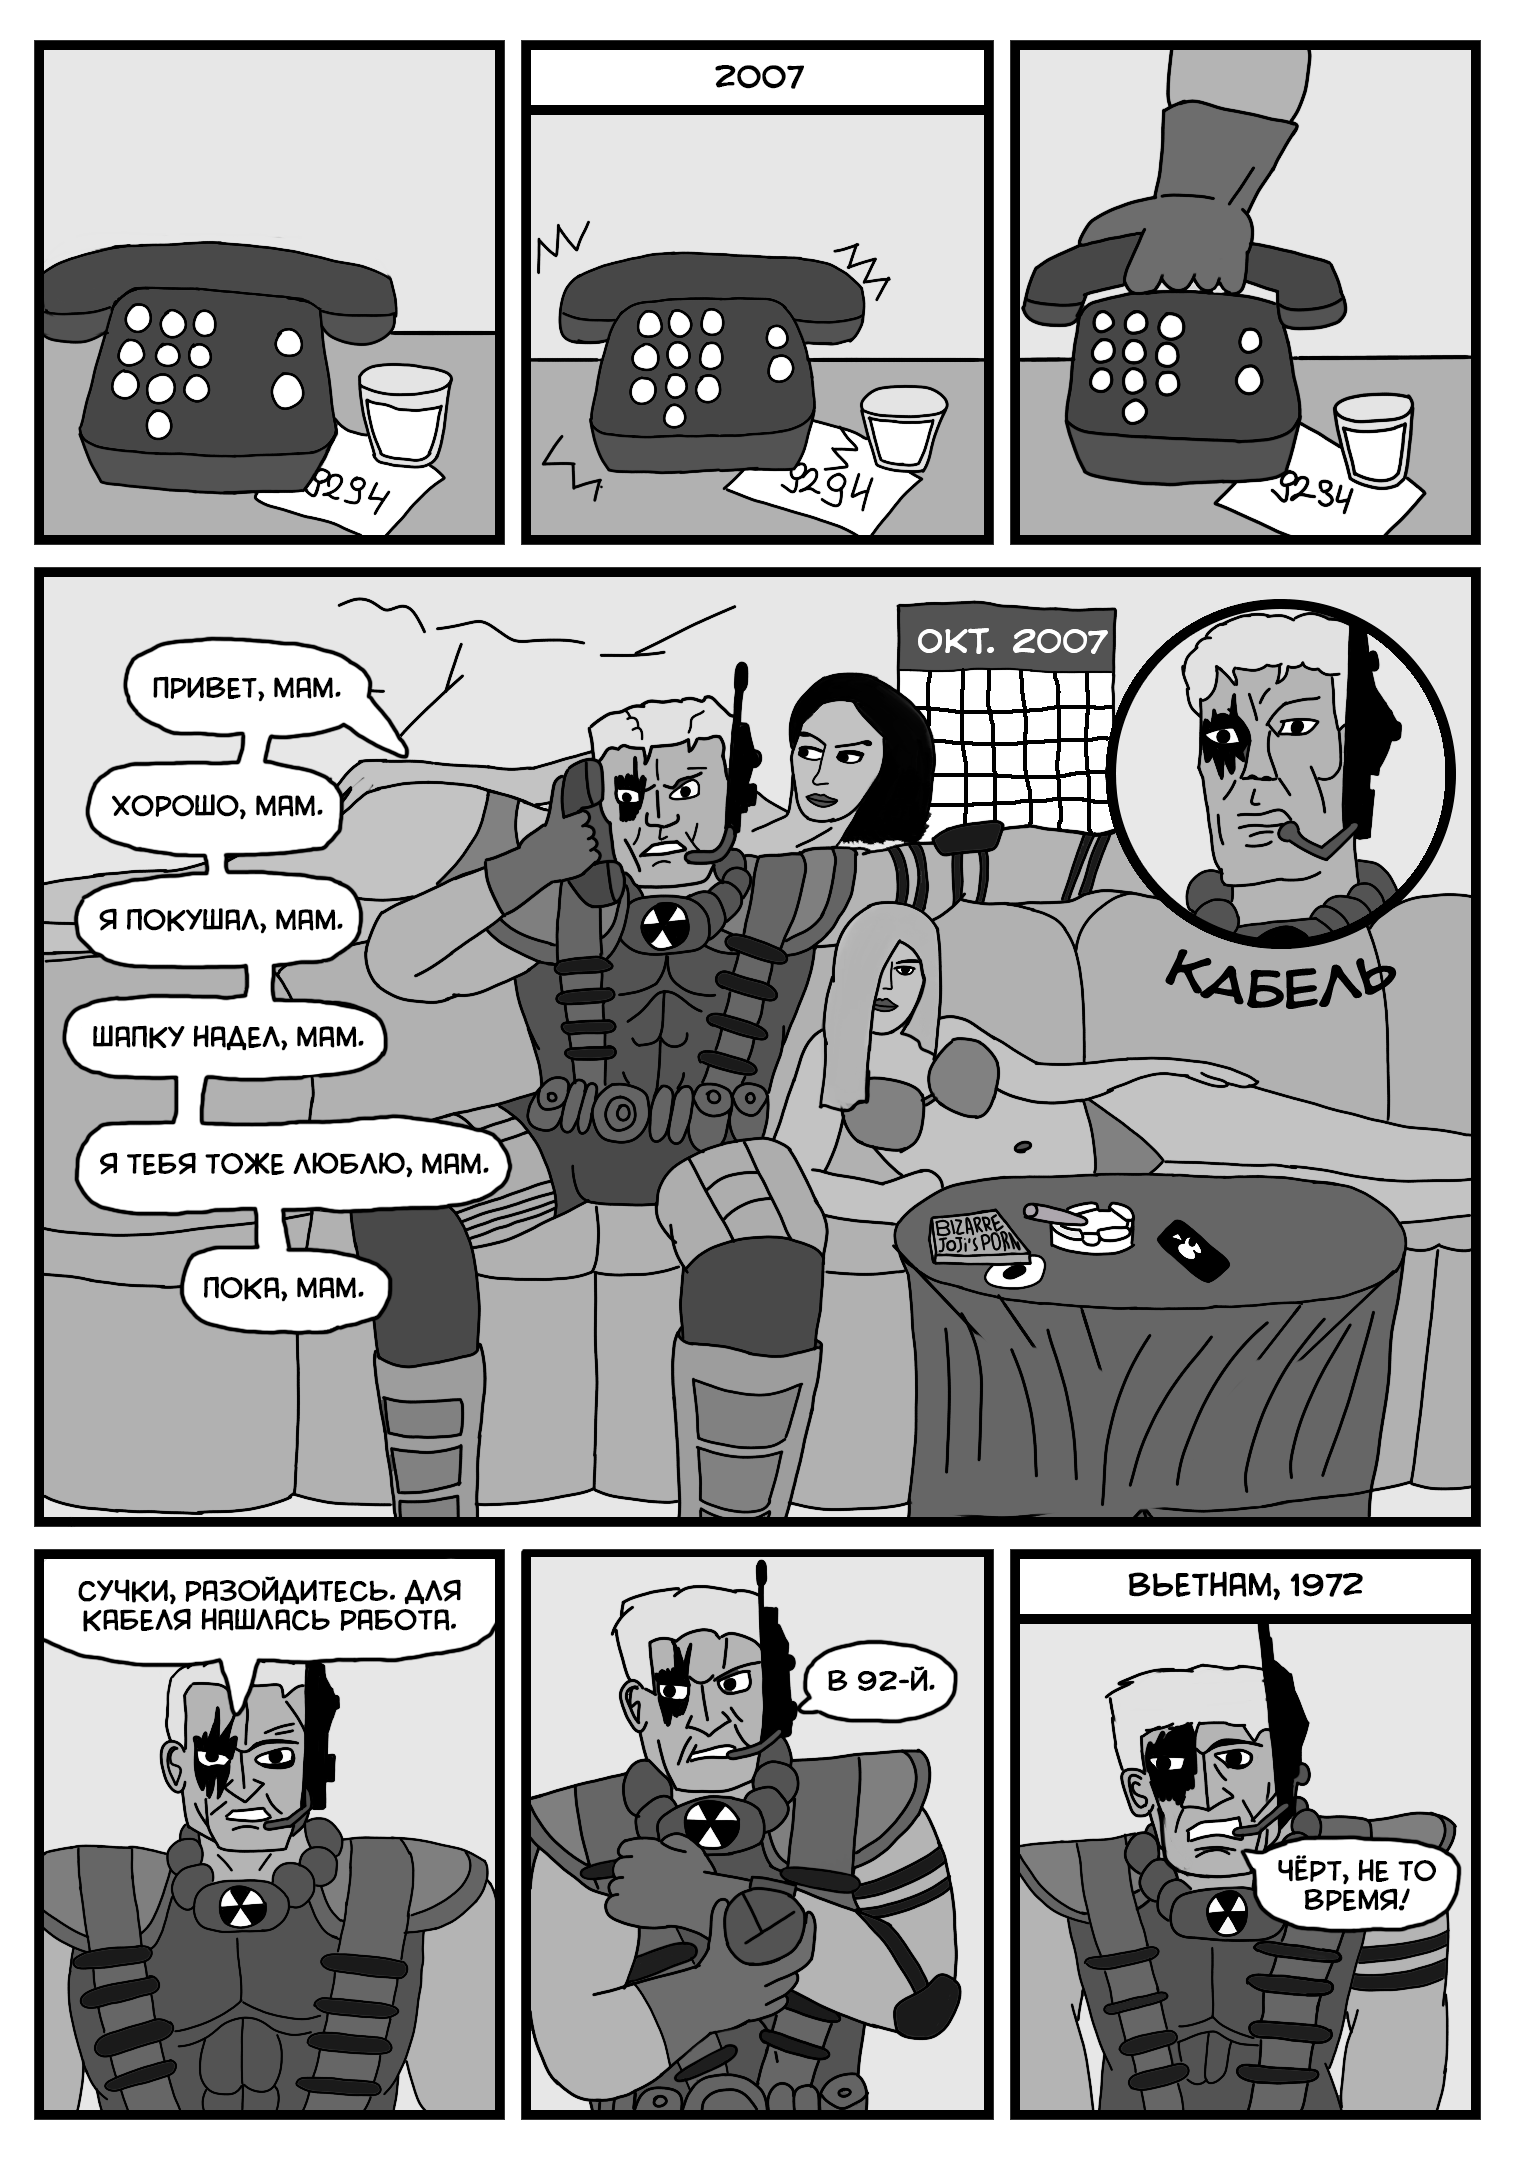 9294
2007
9294
9294
ОКТ. 2007
ПРИВЕТ, МАМ.
ХОРОШО, МАМ.
Я ПОКУШАЛ, МАМ.
ШАПКУ НАДЕЛ, МАМ.
Я ТЕБЯ ТОЖЕ ЛЮБЛЮ, МАМ.
ПОКА, МАМ.
КАБЕЛЬ
BIZARRE
JOJI'S PORN
СУЧКИ, РАЗОЙДИТЕСЬ. ДЛЯ
КАБЕЛЯ НАШЛАСЬ РАБОТА.
В 92-Й.
ВЬЕТНАМ, 1972
ЧЁРТ, НЕ ТО
ВРЕМЯ!